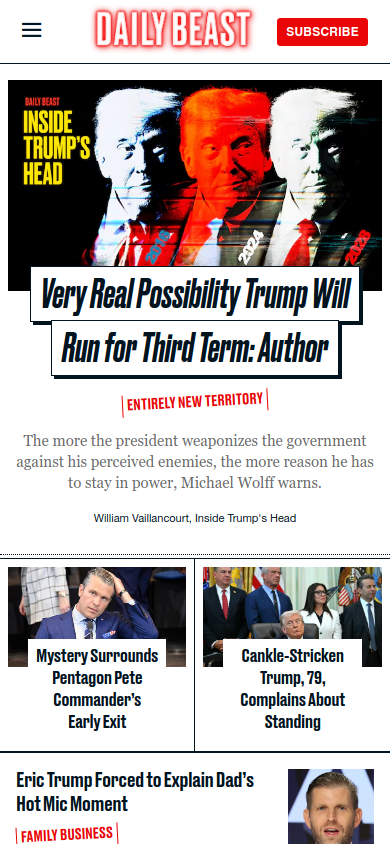 DAILY BEAST
SUBSCRIBE
DAILY BEAST
INSIDE
TRUMP'S
HEAD
2016
2024
2028
Very Real Possibility Trump Will
Run for Third Term: Author
ENTIRELY NEW TERRITORY
The more the president weaponizes the government
against his perceived enemies, the more reason he has
to stay in power, Michael Wolff warns.
William Vaillancourt, Inside Trump's Head
Mystery Surrounds
Pentagon Pete
Commander's
Early Exit
Cankle-Stricken
Trump, 79,
Complains About
Standing
Eric Trump Forced to Explain Dad's
Hot Mic Moment
FAMILY BUSINESS